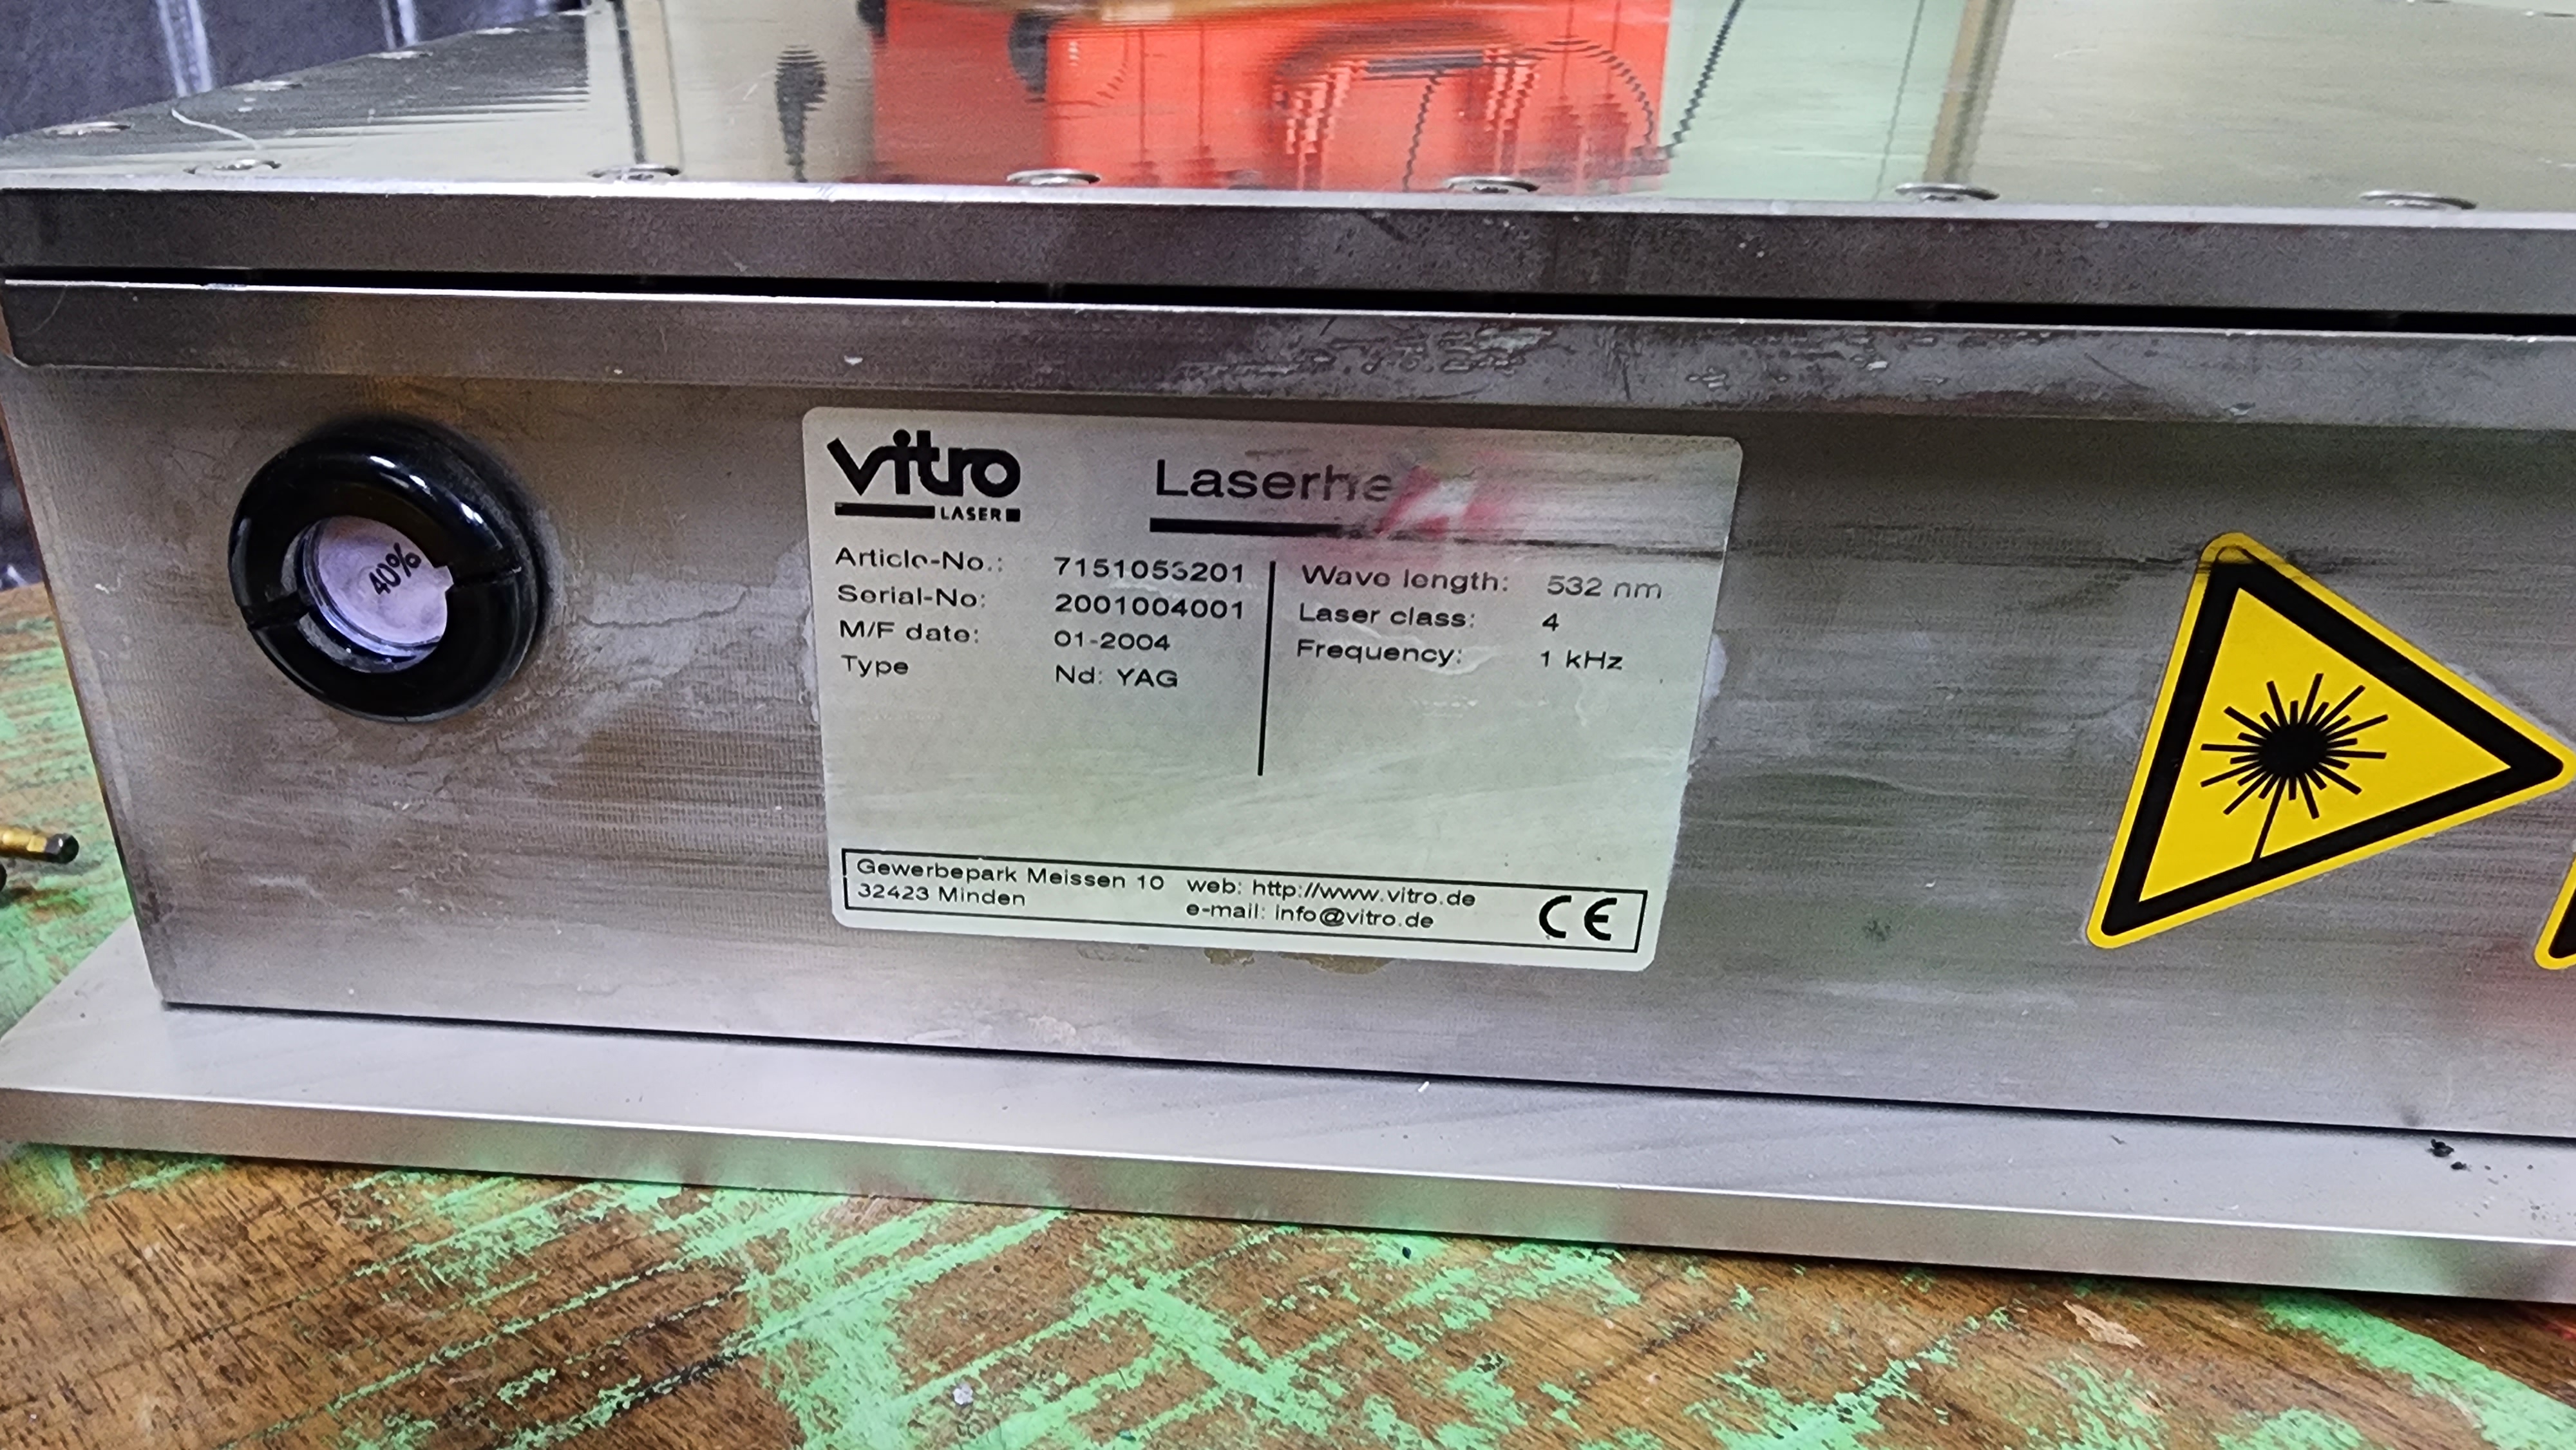 40%
vitro
LASER
Laserhe
Article-No.: 7151053201
Serial-No: 2001004001
M/F date: 01-2004
Type Nd: YAG
Wave length: 532 nm
Laser class: 4
Frequency: 1 kHz
Gewerbepark Meissen 10
32423 Minden
web: http://www.vitro.de
e-mail: info@vitro.de
CE